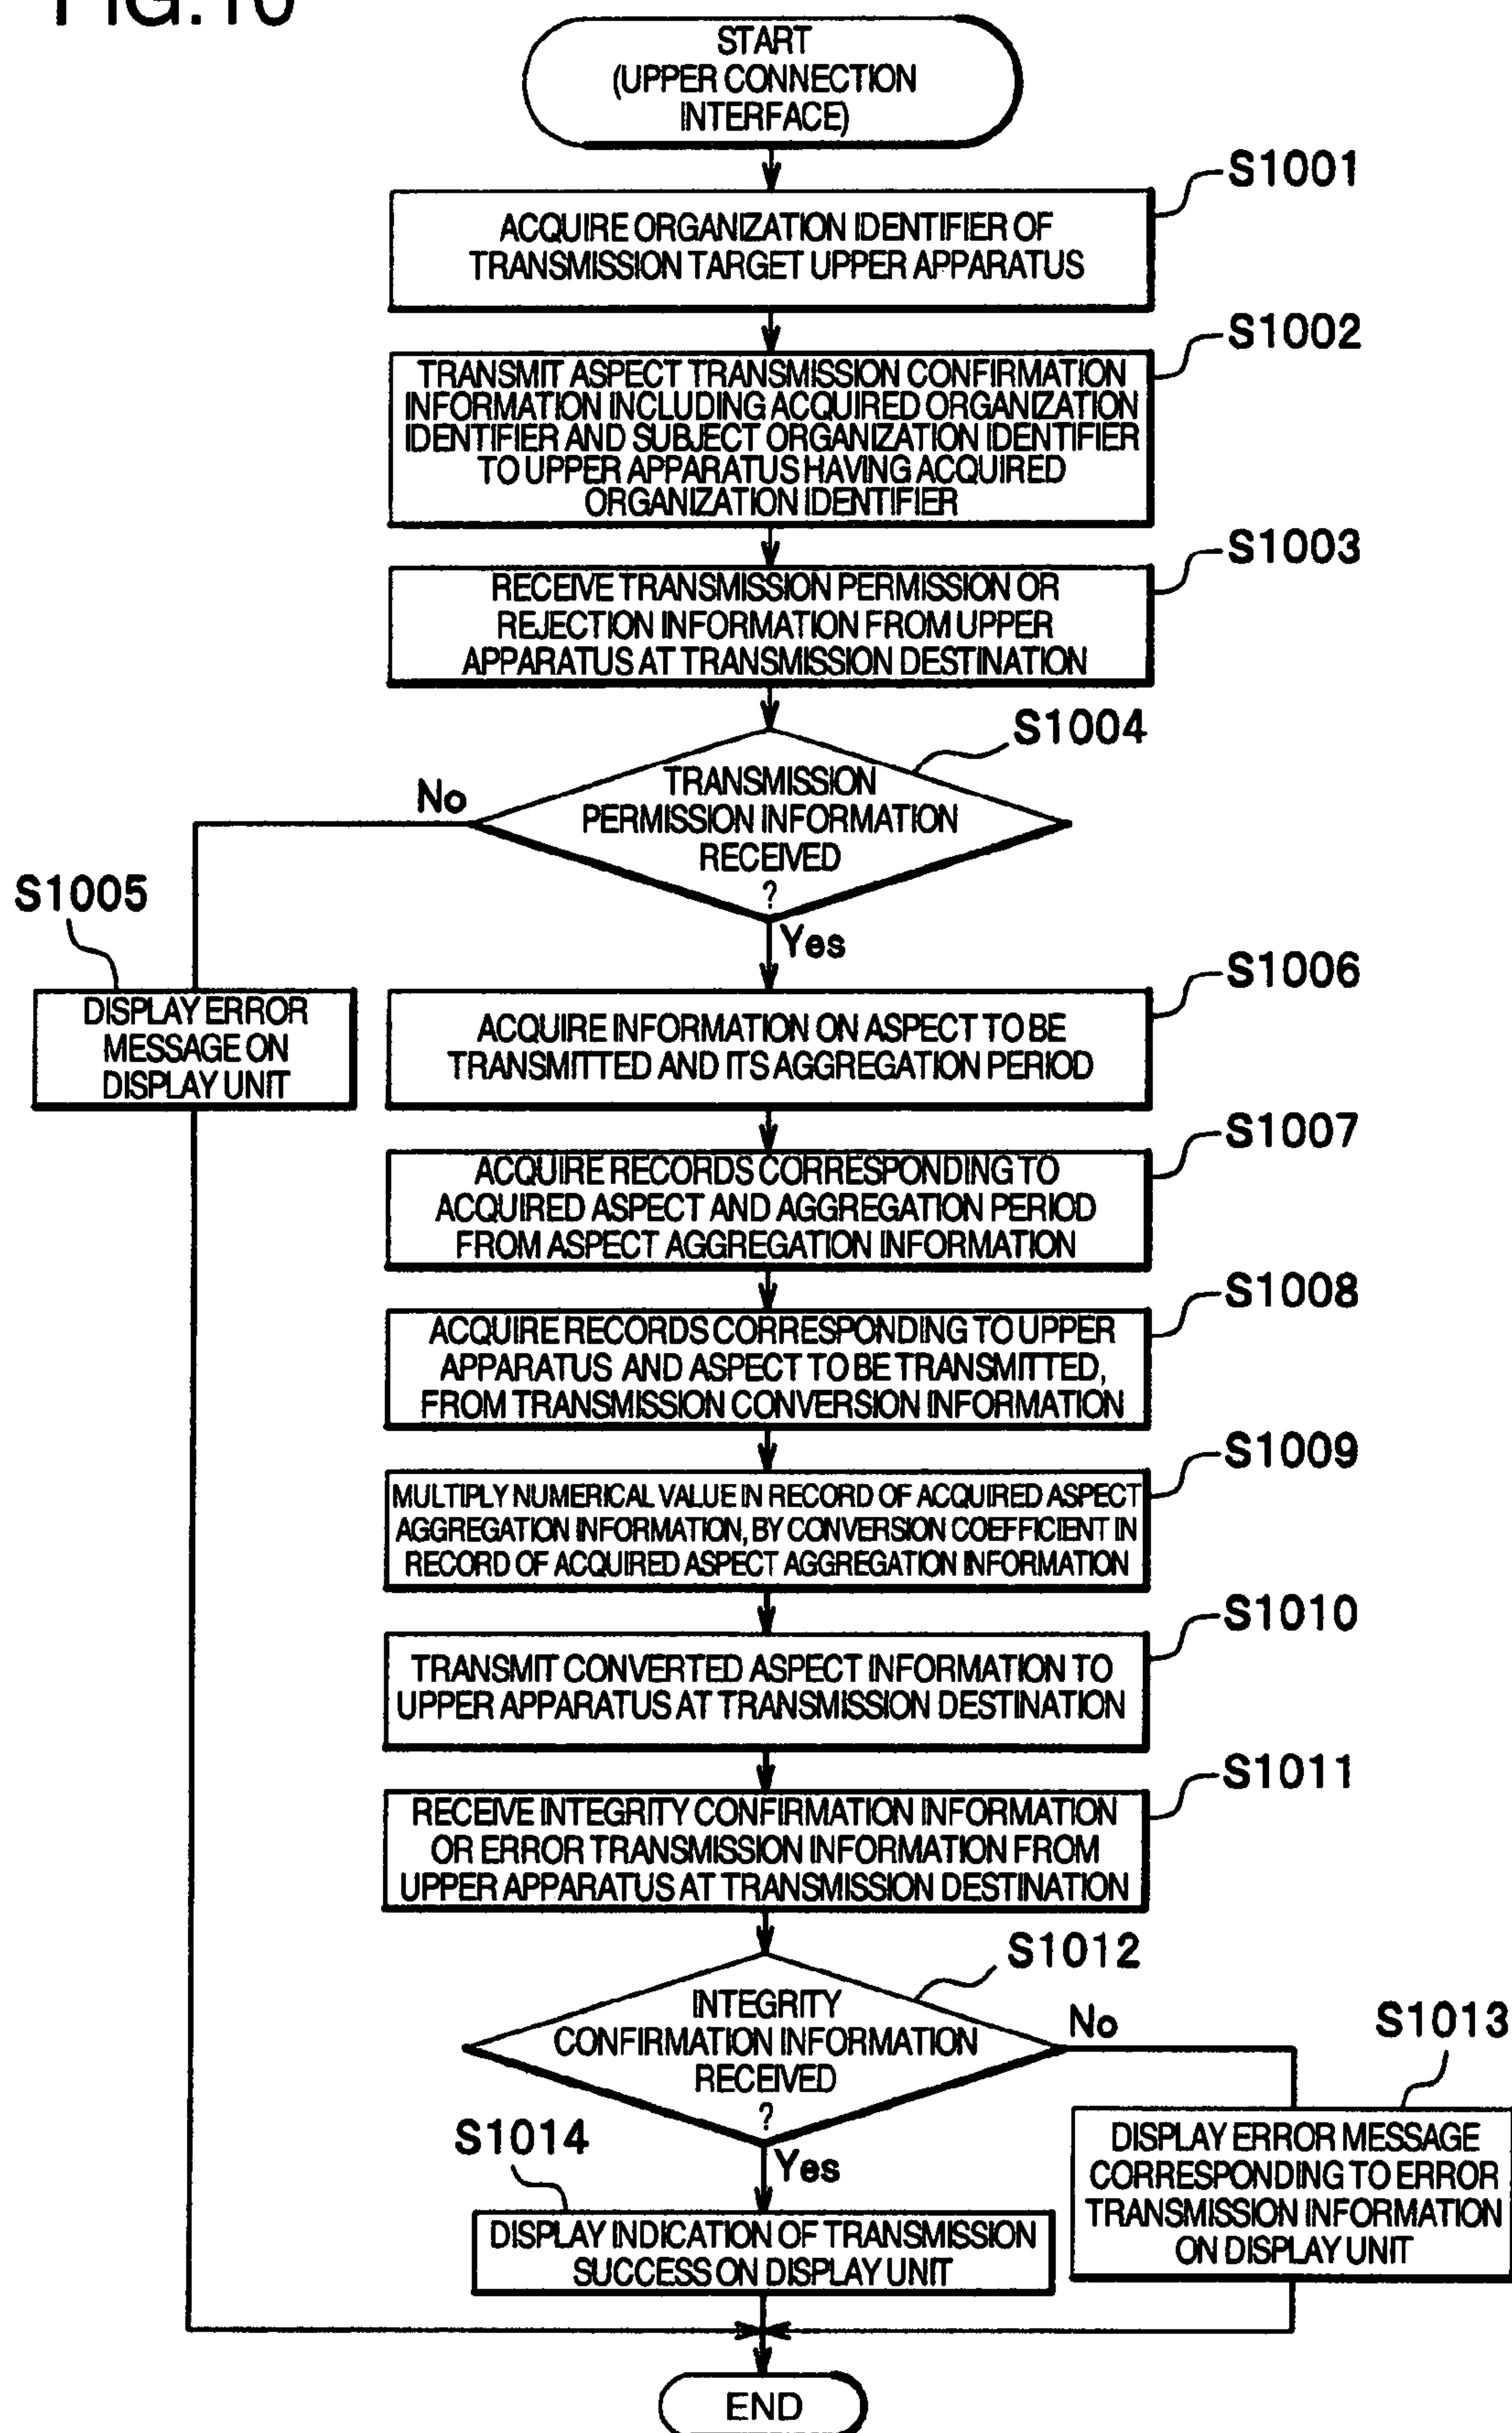 FIG.10
START
(UPPER CONNECTION
INTERFACE)
S1001
ACQUIRE ORGANIZATION IDENTIFIER OF
TRANSMISSION TARGET UPPER APPARATUS
S1002
TRANSMIT ASPECT TRANSMISSION CONFIRMATION
INFORMATION INCLUDING ACQUIRED ORGANIZATION
IDENTIFIER AND SUBJECT ORGANIZATION IDENTIFIER
TO UPPER APPARATUS HAVING ACQUIRED
ORGANIZATION IDENTIFIER
S1003
RECEIVE TRANSMISSION PERMISSION OR
REJECTION INFORMATION FROM UPPER
APPARATUS AT TRANSMISSION DESTINATION
S1004
TRANSMISSION
PERMISSION INFORMATION
RECEIVED
?
No
Yes
S1005
DISPLAY ERROR
MESSAGE ON
DISPLAY UNIT
S1006
ACQUIRE INFORMATION ON ASPECT TO BE
TRANSMITTED AND ITS AGGREGATION PERIOD
S1007
ACQUIRE RECORDS CORRESPONDING TO
ACQUIRED ASPECT AND AGGREGATION PERIOD
FROM ASPECT AGGREGATION INFORMATION
S1008
ACQUIRE RECORDS CORRESPONDING TO UPPER
APPARATUS AND ASPECT TO BE TRANSMITTED,
FROM TRANSMISSION CONVERSION INFORMATION
S1009
MULTIPLY NUMERICAL VALUE IN RECORD OF ACQUIRED ASPECT
AGGREGATION INFORMATION, BY CONVERSION COEFFICIENT IN
RECORD OF ACQUIRED ASPECT AGGREGATION INFORMATION
S1010
TRANSMIT CONVERTED ASPECT INFORMATION TO
UPPER APPARATUS AT TRANSMISSION DESTINATION
S1011
RECEIVE INTEGRITY CONFIRMATION INFORMATION
OR ERROR TRANSMISSION INFORMATION FROM
UPPER APPARATUS AT TRANSMISSION DESTINATION
S1012
INTEGRITY
CONFIRMATION INFORMATION
RECEIVED
?
No
Yes
S1013
DISPLAY ERROR MESSAGE
CORRESPONDING TO ERROR
TRANSMISSION INFORMATION
ON DISPLAY UNIT
S1014
DISPLAY INDICATION OF TRANSMISSION
SUCCESS ON DISPLAY UNIT
END